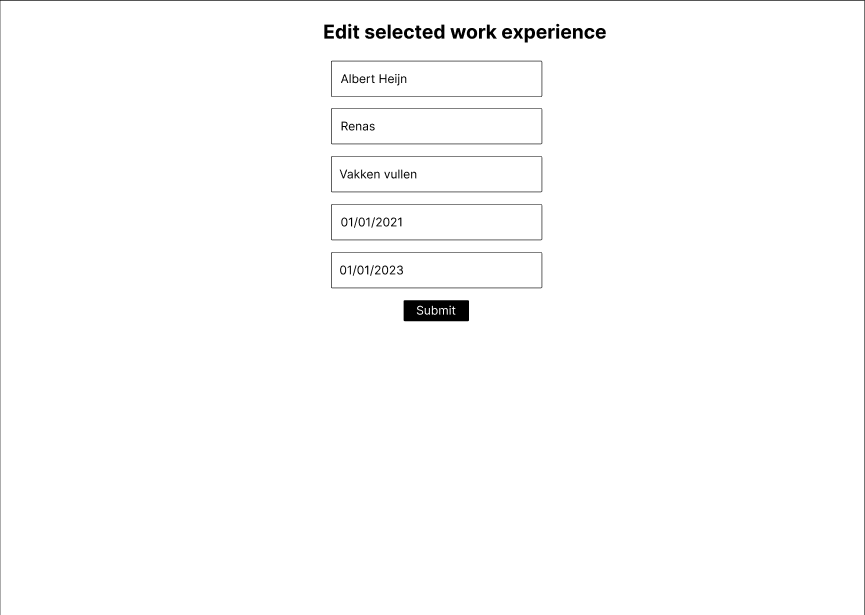 Edit selected work experience
Albert Heijn
Renas
Vakken vullen
01/01/2021
01/01/2023
Submit